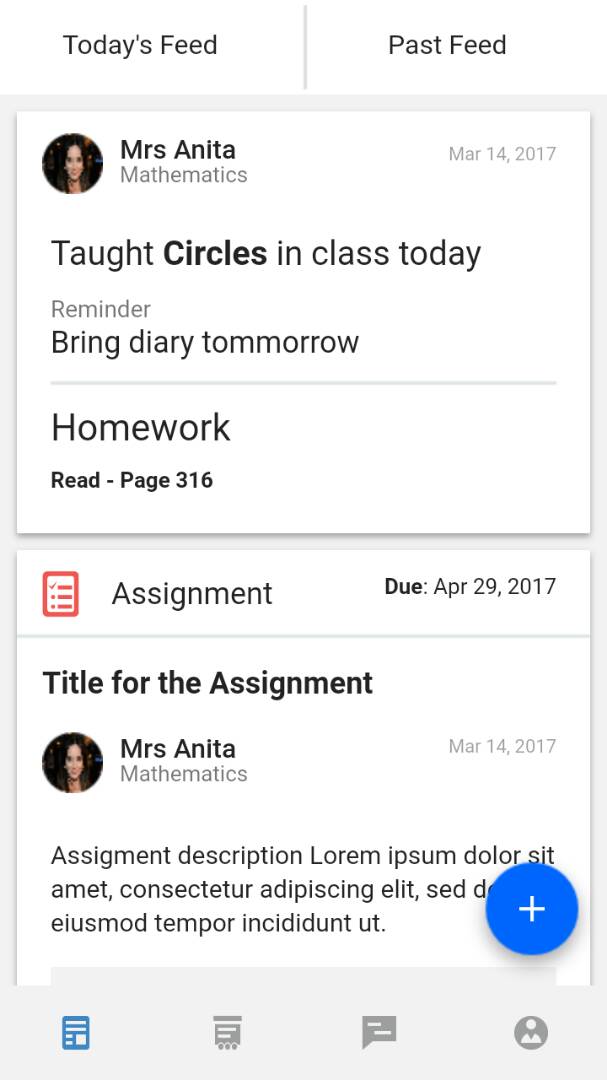 Today's Feed
Past Feed
Mrs Anita
Mar 14, 2017
Mathematics
Taught Circles in class today
Reminder
Bring diary tommorrow
Homework
Read - Page 316
Assignment
Due: Apr 29, 2017
Title for the Assignment
Mrs Anita
Mar 14, 2017
Mathematics
Assigment description Lorem ipsum dolor sit
amet, consectetur adipiscing elit, sed
eiusmod tempor incididunt ut.